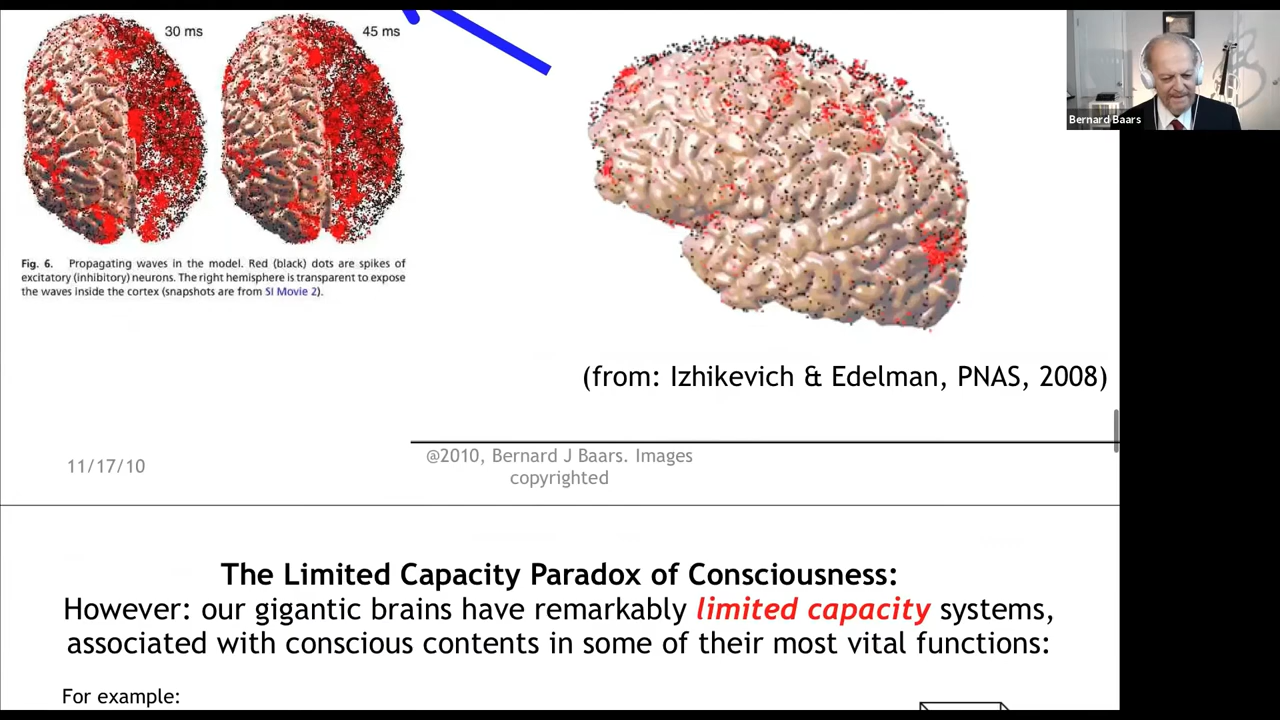 30 ms
45 ms
Bernard Baars
Fig. 6. Propagating waves in the model. Red (black) dots are spikes of
excitatory (inhibitory) neurons. The right hemisphere is transparent to expose
the waves inside the cortex (snapshots are from SI Movie 2).
(from: Izhikevich & Edelman, PNAS, 2008)
11/17/10
@2010, Bernard J Baars. Images
copyrighted
The Limited Capacity Paradox of Consciousness:
However: our gigantic brains have remarkably limited capacity systems,
associated with conscious contents in some of their most vital functions:
For example: